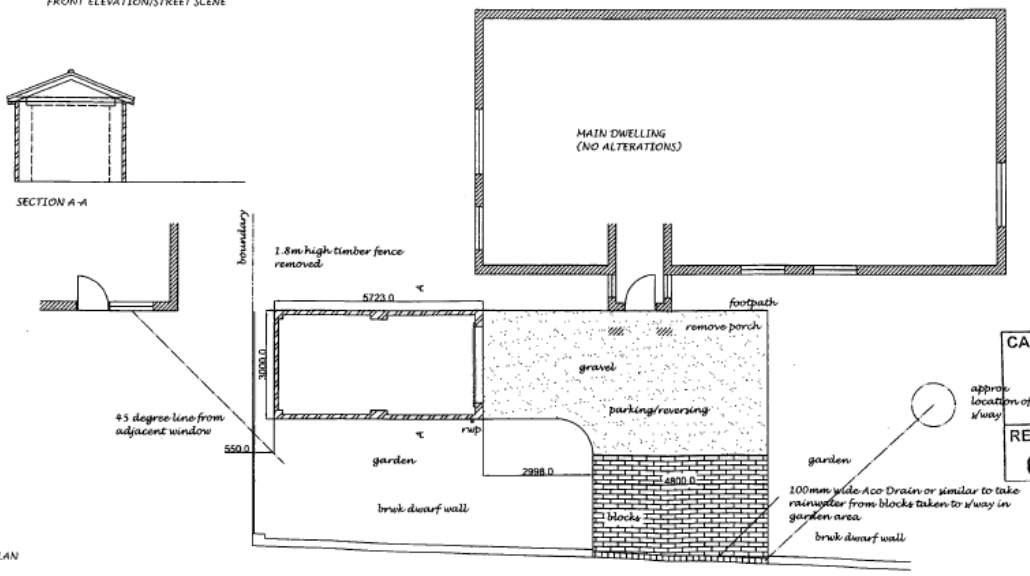 FRONT ELEVATION/STREET SCENE
SECTION A-A
MAIN DWELLING
(NO ALTERATIONS)
boundary
1.8m high timber fence
removed
A
5723.0
footpath
remove porch
3000.0
gravel
parking/reversing
CA
approx
location of
s/way
RE
45 degree line from
adjacent window
A
rwp
550.0
garden
2998.0
4800.0
garden
brwk dwarf wall
blocks
100mm wide Aco Drain or similar to take
rainwater from blocks taken to s/way in
garden area
brwk dwarf wall
LAN